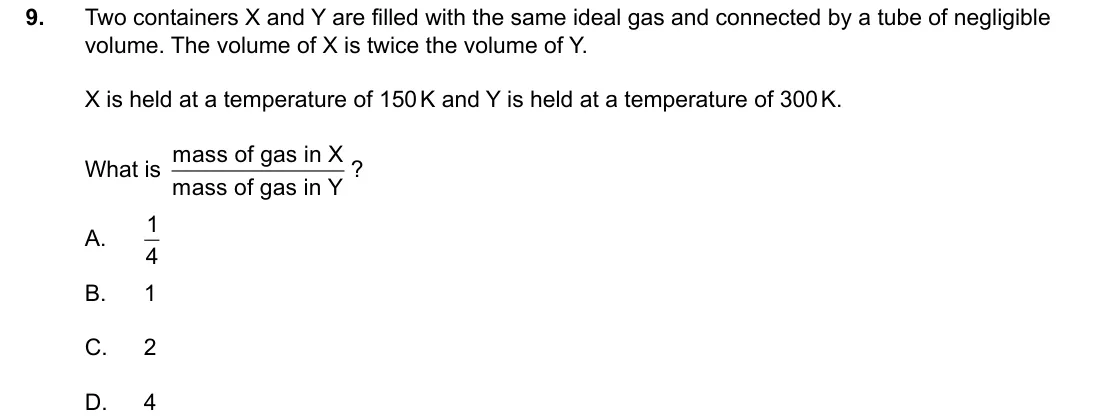 9. Two containers X and Y are filled with the same ideal gas and connected by a tube of negligible
volume. The volume of X is twice the volume of Y.
X is held at a temperature of 150 K and Y is held at a temperature of 300 K.
What is mass of gas in X / mass of gas in Y ?
A. 1/4
B. 1
C. 2
D. 4